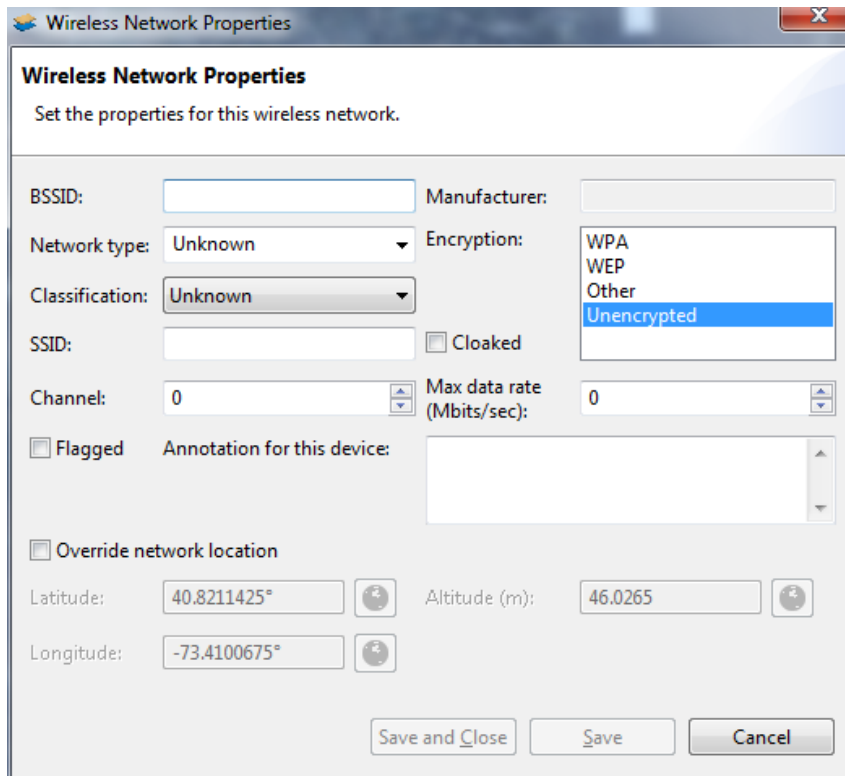 Wireless Network Properties
Wireless Network Properties
Set the properties for this wireless network.
BSSID:
Manufacturer:
Network type: Unknown
Encryption:
WPA
WEP
Other
Unencrypted
Classification: Unknown
SSID:
Cloaked
Channel: 0
Max data rate
(Mbits/sec): 0
Flagged
Annotation for this device:
Override network location
Latitude: 40.8211425°
Altitude (m): 46.0265
Longitude: -73.4100675°
Save and Close
Save
Cancel